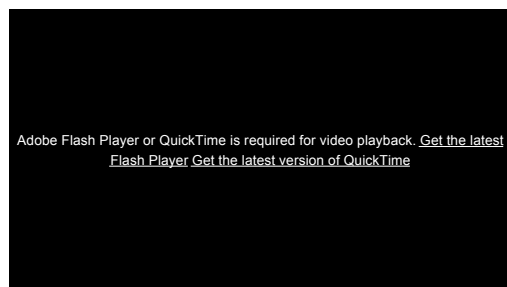 Adobe Flash Player or QuickTime is required for video playback. Get the latest
Flash Player Get the latest version of QuickTime